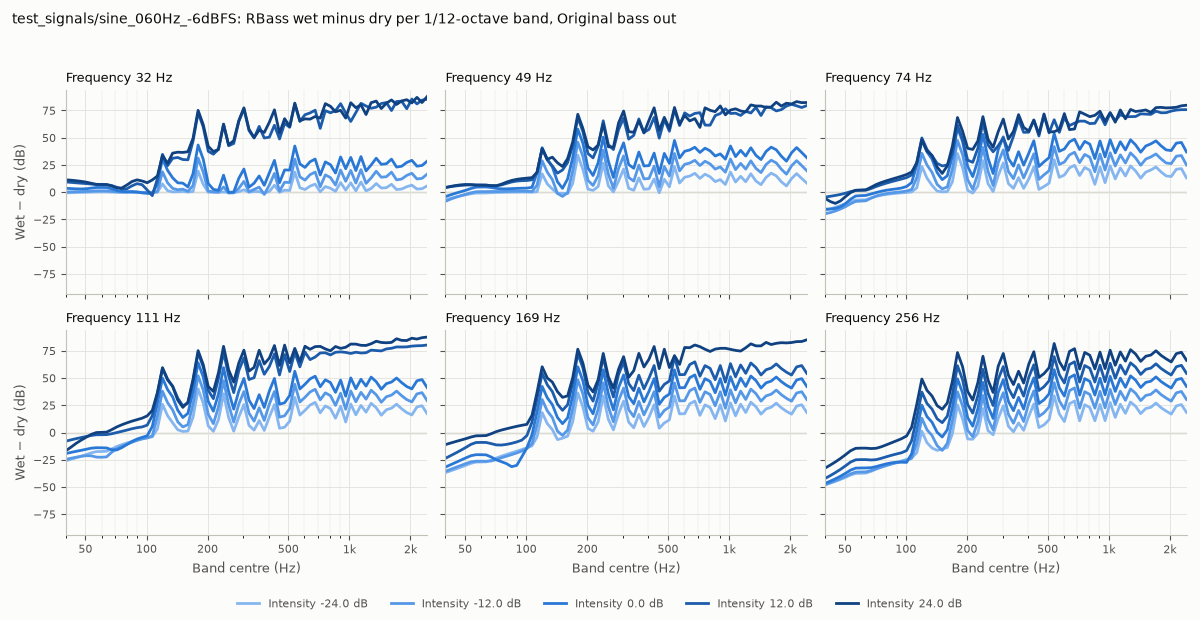 test_signals/sine_060Hz_-6dBFS: RBass wet minus dry per 1/12-octave band, Original bass out
Frequency 32 Hz
Frequency 49 Hz
Frequency 74 Hz
Wet − dry (dB)
75
50
25
0
−25
−50
−75
Frequency 111 Hz
Frequency 169 Hz
Frequency 256 Hz
Wet − dry (dB)
75
50
25
0
−25
−50
−75
50 100 200 500 1k 2k
50 100 200 500 1k 2k
50 100 200 500 1k 2k
Band centre (Hz)
Band centre (Hz)
Band centre (Hz)
Intensity -24.0 dB
Intensity -12.0 dB
Intensity 0.0 dB
Intensity 12.0 dB
Intensity 24.0 dB